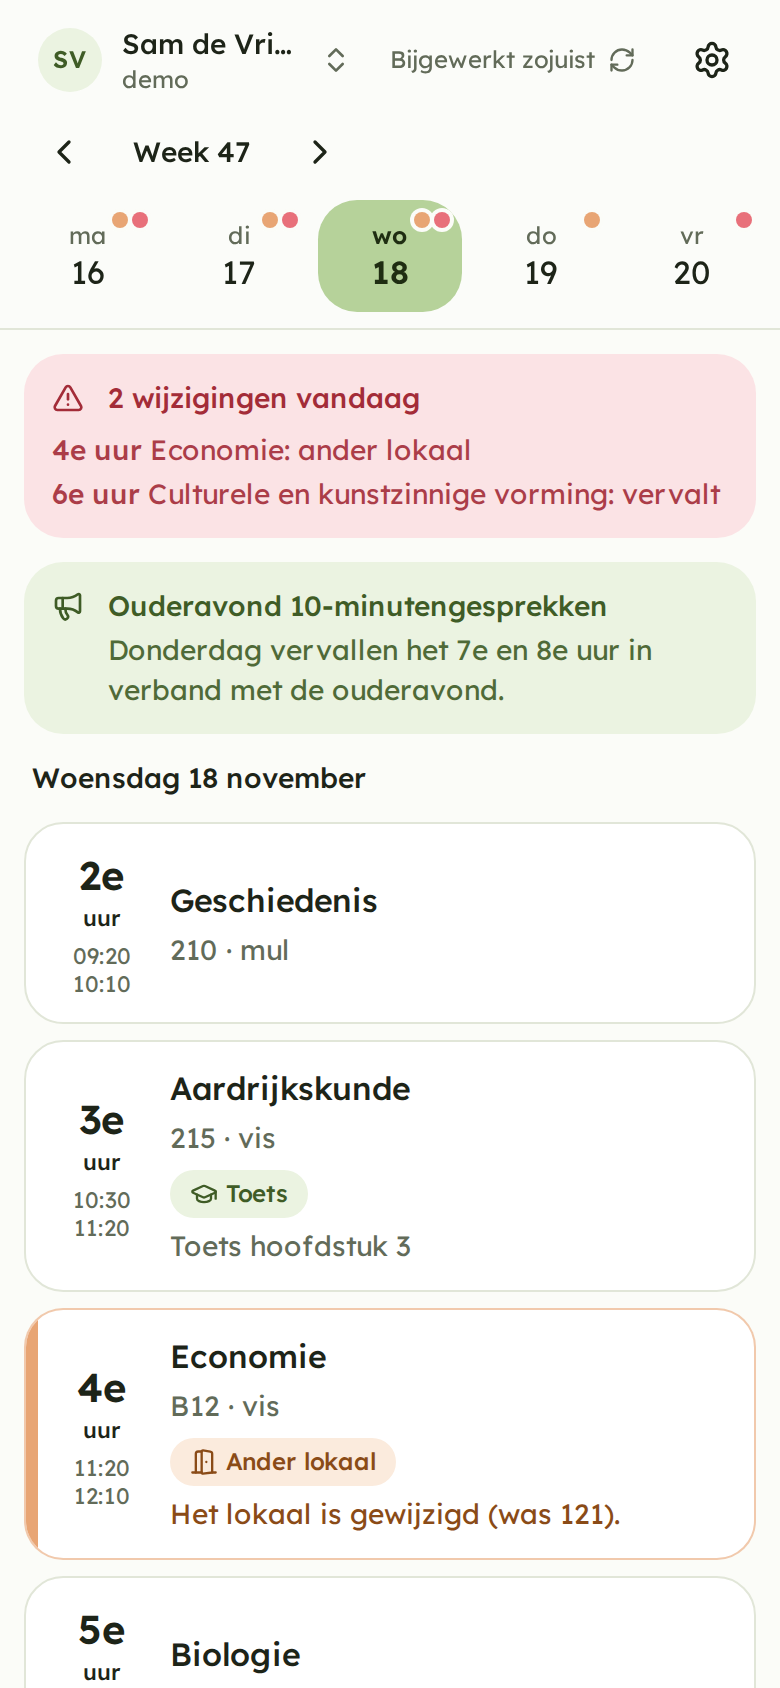 SV
Sam de Vri...
demo
Bijgewerkt zojuist
Week 47
ma
16
di
17
wo
18
do
19
vr
20
2 wijzigingen vandaag
4e uur Economie: ander lokaal
6e uur Culturele en kunstzinnige vorming: vervalt
Ouderavond 10-minutengesprekken
Donderdag vervallen het 7e en 8e uur in
verband met de ouderavond.
Woensdag 18 november
2e
uur
09:20
10:10
Geschiedenis
210 · mul
3e
uur
10:30
11:20
Aardrijkskunde
215 · vis
Toets
Toets hoofdstuk 3
4e
uur
11:20
12:10
Economie
B12 · vis
Ander lokaal
Het lokaal is gewijzigd (was 121).
5e
uur
Biologie